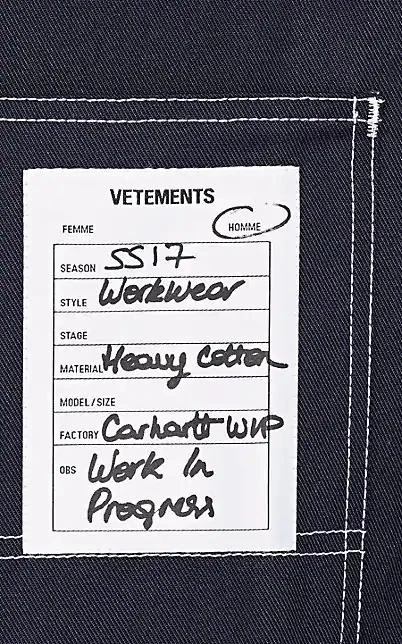 VETEMENTS
FEMME HOMME
SEASON SS17
STYLE Workwear
STAGE
MATERIAL Heavy Cotton
MODEL/SIZE
FACTORY Carhartt WIP
OBS Work In
Progress